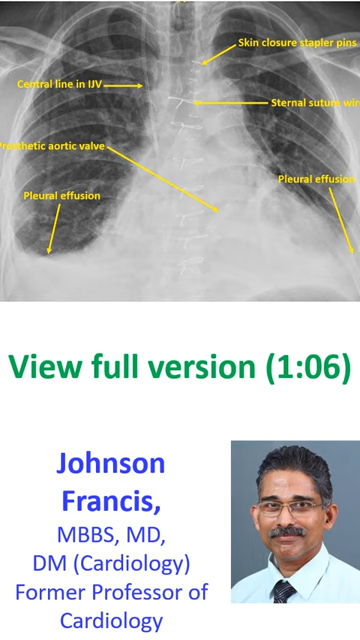 Skin closure stapler pins
Central line in IJV
Sternal suture wir
rosthetic aortic valve
Pleural effusion
Pleural effusion
View full version (1:06)
Johnson
Francis,
MBBS, MD,
DM (Cardiology)
Former Professor of
Cardiology